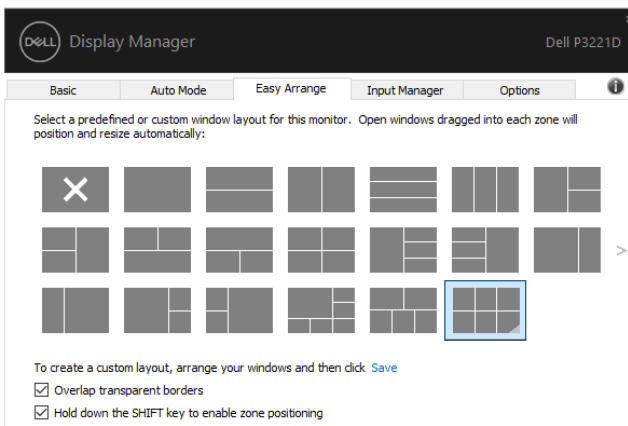 DELL Display Manager Dell P3221D
Basic Auto Mode Easy Arrange Input Manager Options
Select a predefined or custom window layout for this monitor. Open windows dragged into each zone will
position and resize automatically:
To create a custom layout, arrange your windows and then click Save
Overlap transparent borders
Hold down the SHIFT key to enable zone positioning